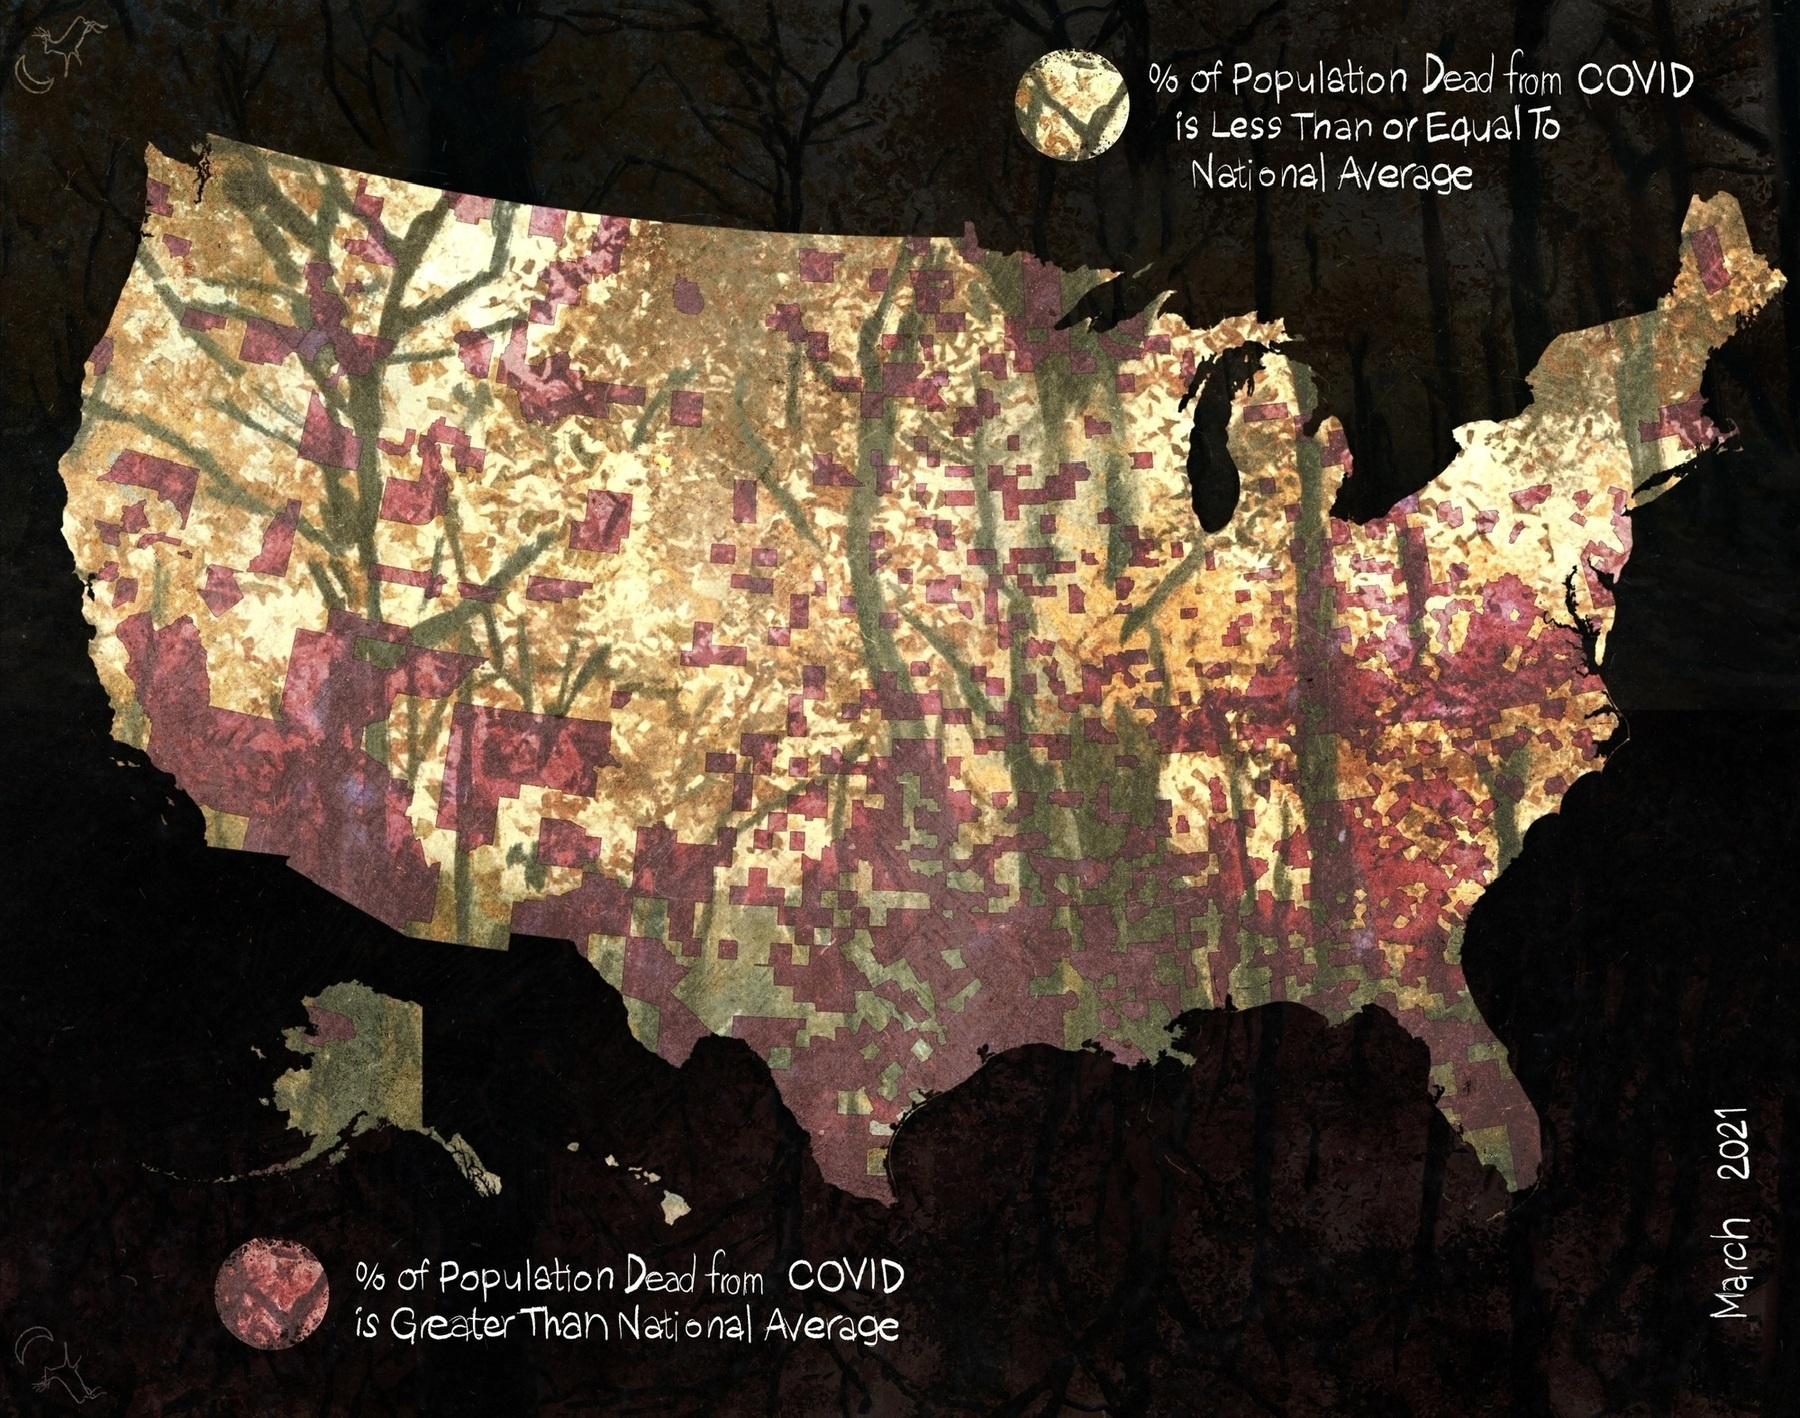 % of Population Dead from COVID
is Less Than or Equal To
National Average
% of Population Dead from COVID
is Greater Than National Average
March 2021